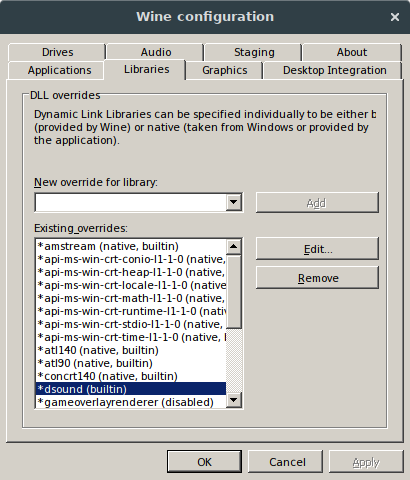 Wine configuration
Drives
Audio
Staging
About
Applications
Libraries
Graphics
Desktop Integration
DLL overrides
Dynamic Link Libraries can be specified individually to be either b
(provided by Wine) or native (taken from Windows or provided by
the application).
New override for library:
Add
Existing overrides:
*amstream (native, builtin)
*api-ms-win-crt-conio-l1-1-0 (native,
*api-ms-win-crt-heap-l1-1-0 (native,
*api-ms-win-crt-locale-l1-1-0 (native
*api-ms-win-crt-math-l1-1-0 (native,
*api-ms-win-crt-runtime-l1-1-0 (nativ
*api-ms-win-crt-stdio-l1-1-0 (native,
*api-ms-win-crt-time-l1-1-0 (native, b
*atl140 (native, builtin)
*atl90 (native, builtin)
*concrt140 (native, builtin)
*dsound (builtin)
*gameoverlayrenderer (disabled)
Edit...
Remove
OK
Cancel
Apply